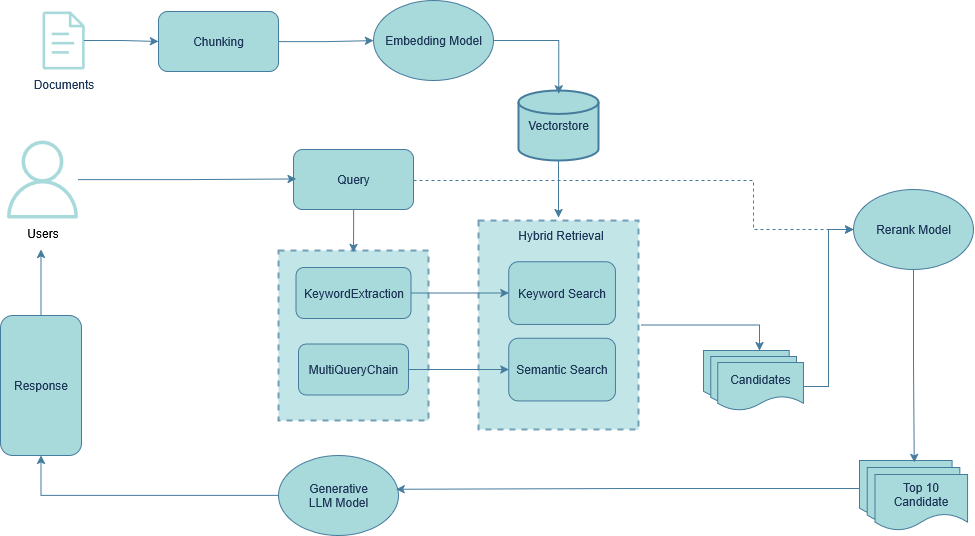 Chunking
Embedding Model
Documents
Vectorstore
Query
Users
Rerank Model
Hybrid Retrieval
KeywordExtraction
Keyword Search
MultiQueryChain
Semantic Search
Candidates
Response
Generative
LLM Model
Top 10
Candidate